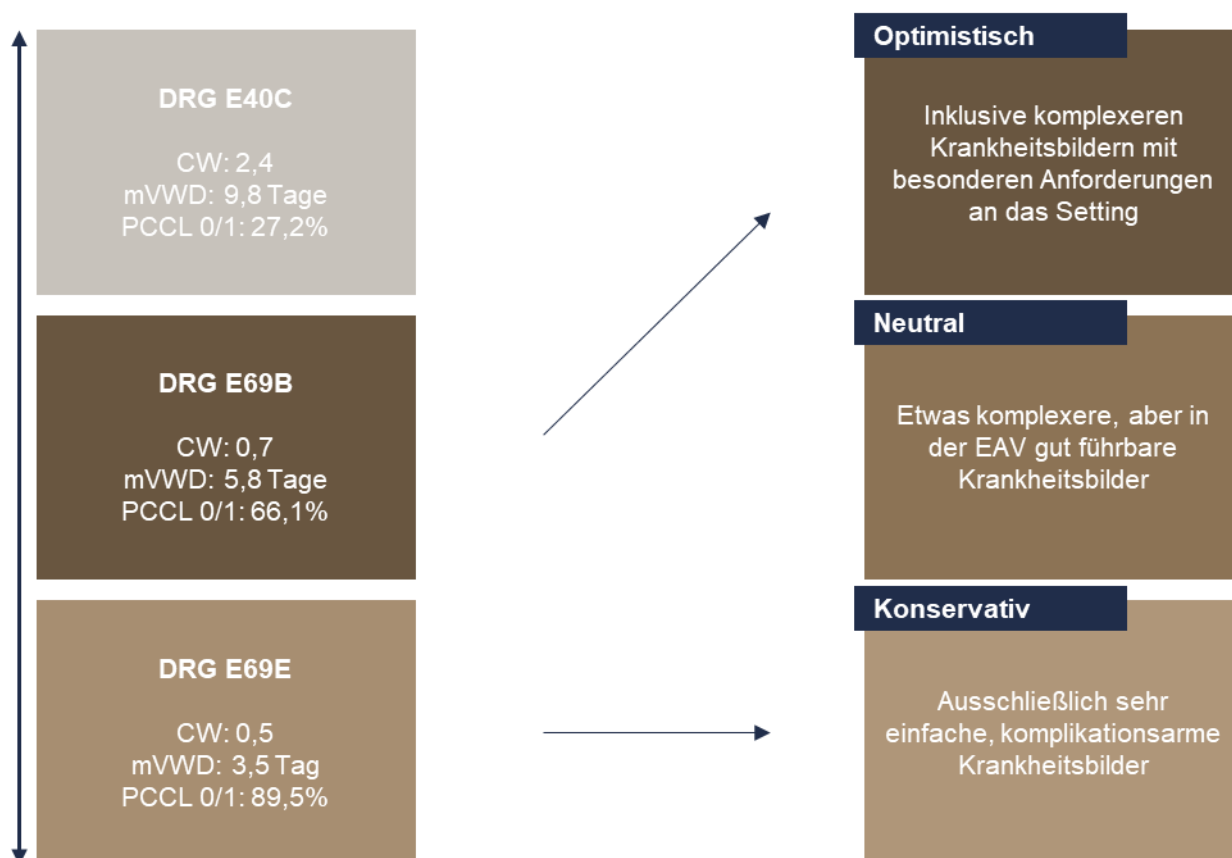 DRG E40C
CW: 2,4
mVWD: 9,8 Tage
PCCL 0/1: 27,2%
DRG E69B
CW: 0,7
mVWD: 5,8 Tage
PCCL 0/1: 66,1%
DRG E69E
CW: 0,5
mVWD: 3,5 Tag
PCCL 0/1: 89,5%
Optimistisch
Inklusive komplexeren
Krankheitsbildern mit
besonderen Anforderungen
an das Setting
Neutral
Etwas komplexere, aber in
der EAV gut führbare
Krankheitsbilder
Konservativ
Ausschließlich sehr
einfache, komplikationsarme
Krankheitsbilder